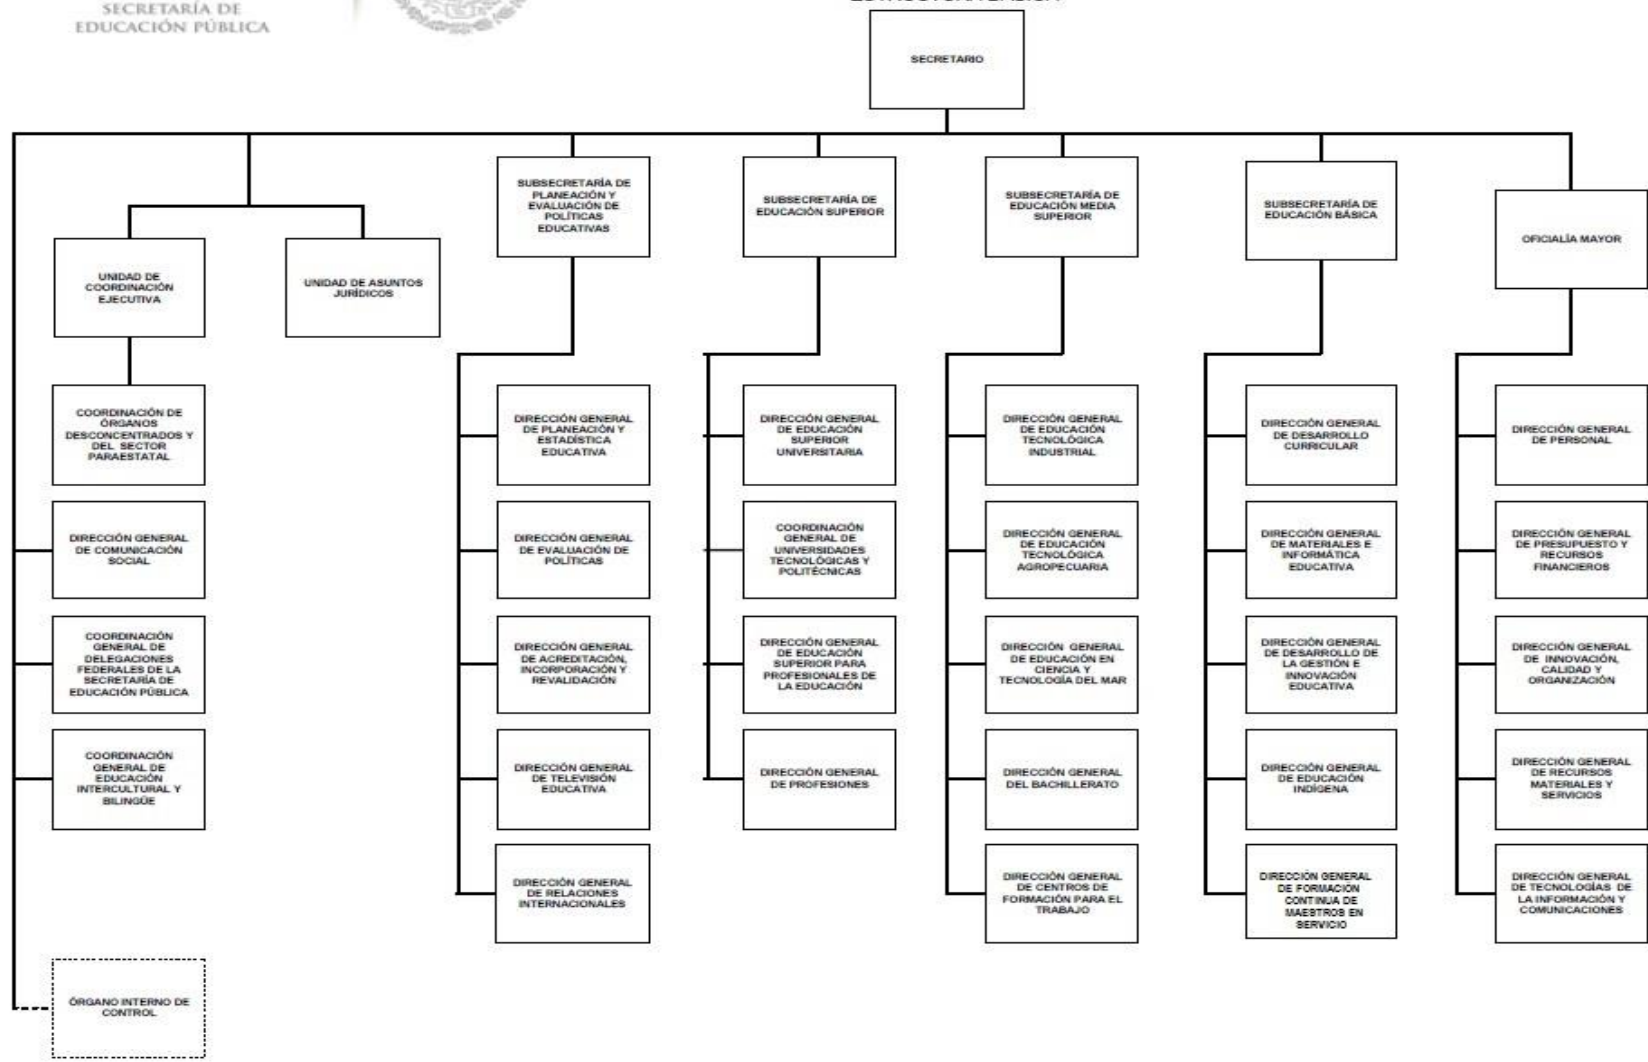 SECRETARÍA DE
EDUCACIÓN PÚBLICA
SECRETARIO
SUBSECRETARÍA DE
PLANEACIÓN Y
EVALUACIÓN DE
POLÍTICAS
EDUCATIVAS
SUBSECRETARÍA DE
EDUCACIÓN SUPERIOR
SUBSECRETARÍA DE
EDUCACIÓN MEDIA
SUPERIOR
SUBSECRETARÍA DE
EDUCACIÓN BÁSICA
OFICIALÍA MAYOR
UNIDAD DE
COORDINACIÓN
EJECUTIVA
UNIDAD DE ASUNTOS
JURÍDICOS
COORDINACIÓN DE
ÓRGANOS
DESCONCENTRADOS Y
DEL SECTOR
PARAESTATAL
DIRECCIÓN GENERAL
DE PLANEACIÓN Y
ESTADÍSTICA
EDUCATIVA
DIRECCIÓN GENERAL
DE EDUCACIÓN
SUPERIOR
UNIVERSITARIA
DIRECCIÓN GENERAL
DE EDUCACIÓN
TECNOLÓGICA
INDUSTRIAL
DIRECCIÓN GENERAL
DE DESARROLLO
CURRICULAR
DIRECCIÓN GENERAL
DE PERSONAL
DIRECCIÓN GENERAL
DE COMUNICACIÓN
SOCIAL
DIRECCIÓN GENERAL
DE EVALUACIÓN DE
POLÍTICAS
COORDINACIÓN
GENERAL DE
UNIVERSIDADES
TECNOLÓGICAS Y
POLITÉCNICAS
DIRECCIÓN GENERAL
DE EDUCACIÓN
TECNOLÓGICA
AGROPECUARIA
DIRECCIÓN GENERAL
DE MATERIALES E
INFORMÁTICA
EDUCATIVA
DIRECCIÓN GENERAL
DE PRESUPUESTO Y
RECURSOS
FINANCIEROS
COORDINACIÓN
GENERAL DE
DELEGACIONES
FEDERALES DE LA
SECRETARÍA DE
EDUCACIÓN PÚBLICA
DIRECCIÓN GENERAL
DE ACREDITACIÓN,
INCORPORACIÓN Y
REVALIDACIÓN
DIRECCIÓN GENERAL
DE EDUCACIÓN
SUPERIOR PARA
PROFESIONALES DE
LA EDUCACIÓN
DIRECCIÓN GENERAL
DE EDUCACIÓN EN
CIENCIA Y
TECNOLOGÍA DEL MAR
DIRECCIÓN GENERAL
DE DESARROLLO DE
LA GESTIÓN E
INNOVACIÓN
EDUCATIVA
DIRECCIÓN GENERAL
DE INNOVACIÓN,
CALIDAD Y
ORGANIZACIÓN
COORDINACIÓN
GENERAL DE
EDUCACIÓN
INTERCULTURAL Y
BILINGÜE
DIRECCIÓN GENERAL
DE TELEVISIÓN
EDUCATIVA
DIRECCIÓN GENERAL
DE PROFESIONES
DIRECCIÓN GENERAL
DEL BACHILLERATO
DIRECCIÓN GENERAL
DE EDUCACIÓN
INDÍGENA
DIRECCIÓN GENERAL
DE RECURSOS
MATERIALES Y
SERVICIOS
DIRECCIÓN GENERAL
DE RELACIONES
INTERNACIONALES
DIRECCIÓN GENERAL
DE CENTROS DE
FORMACIÓN PARA EL
TRABAJO
DIRECCIÓN GENERAL
DE FORMACIÓN
CONTINUA DE
MAESTROS EN
SERVICIO
DIRECCIÓN GENERAL
DE TECNOLOGÍAS DE
LA INFORMACIÓN Y
COMUNICACIONES
ÓRGANO INTERNO DE
CONTROL